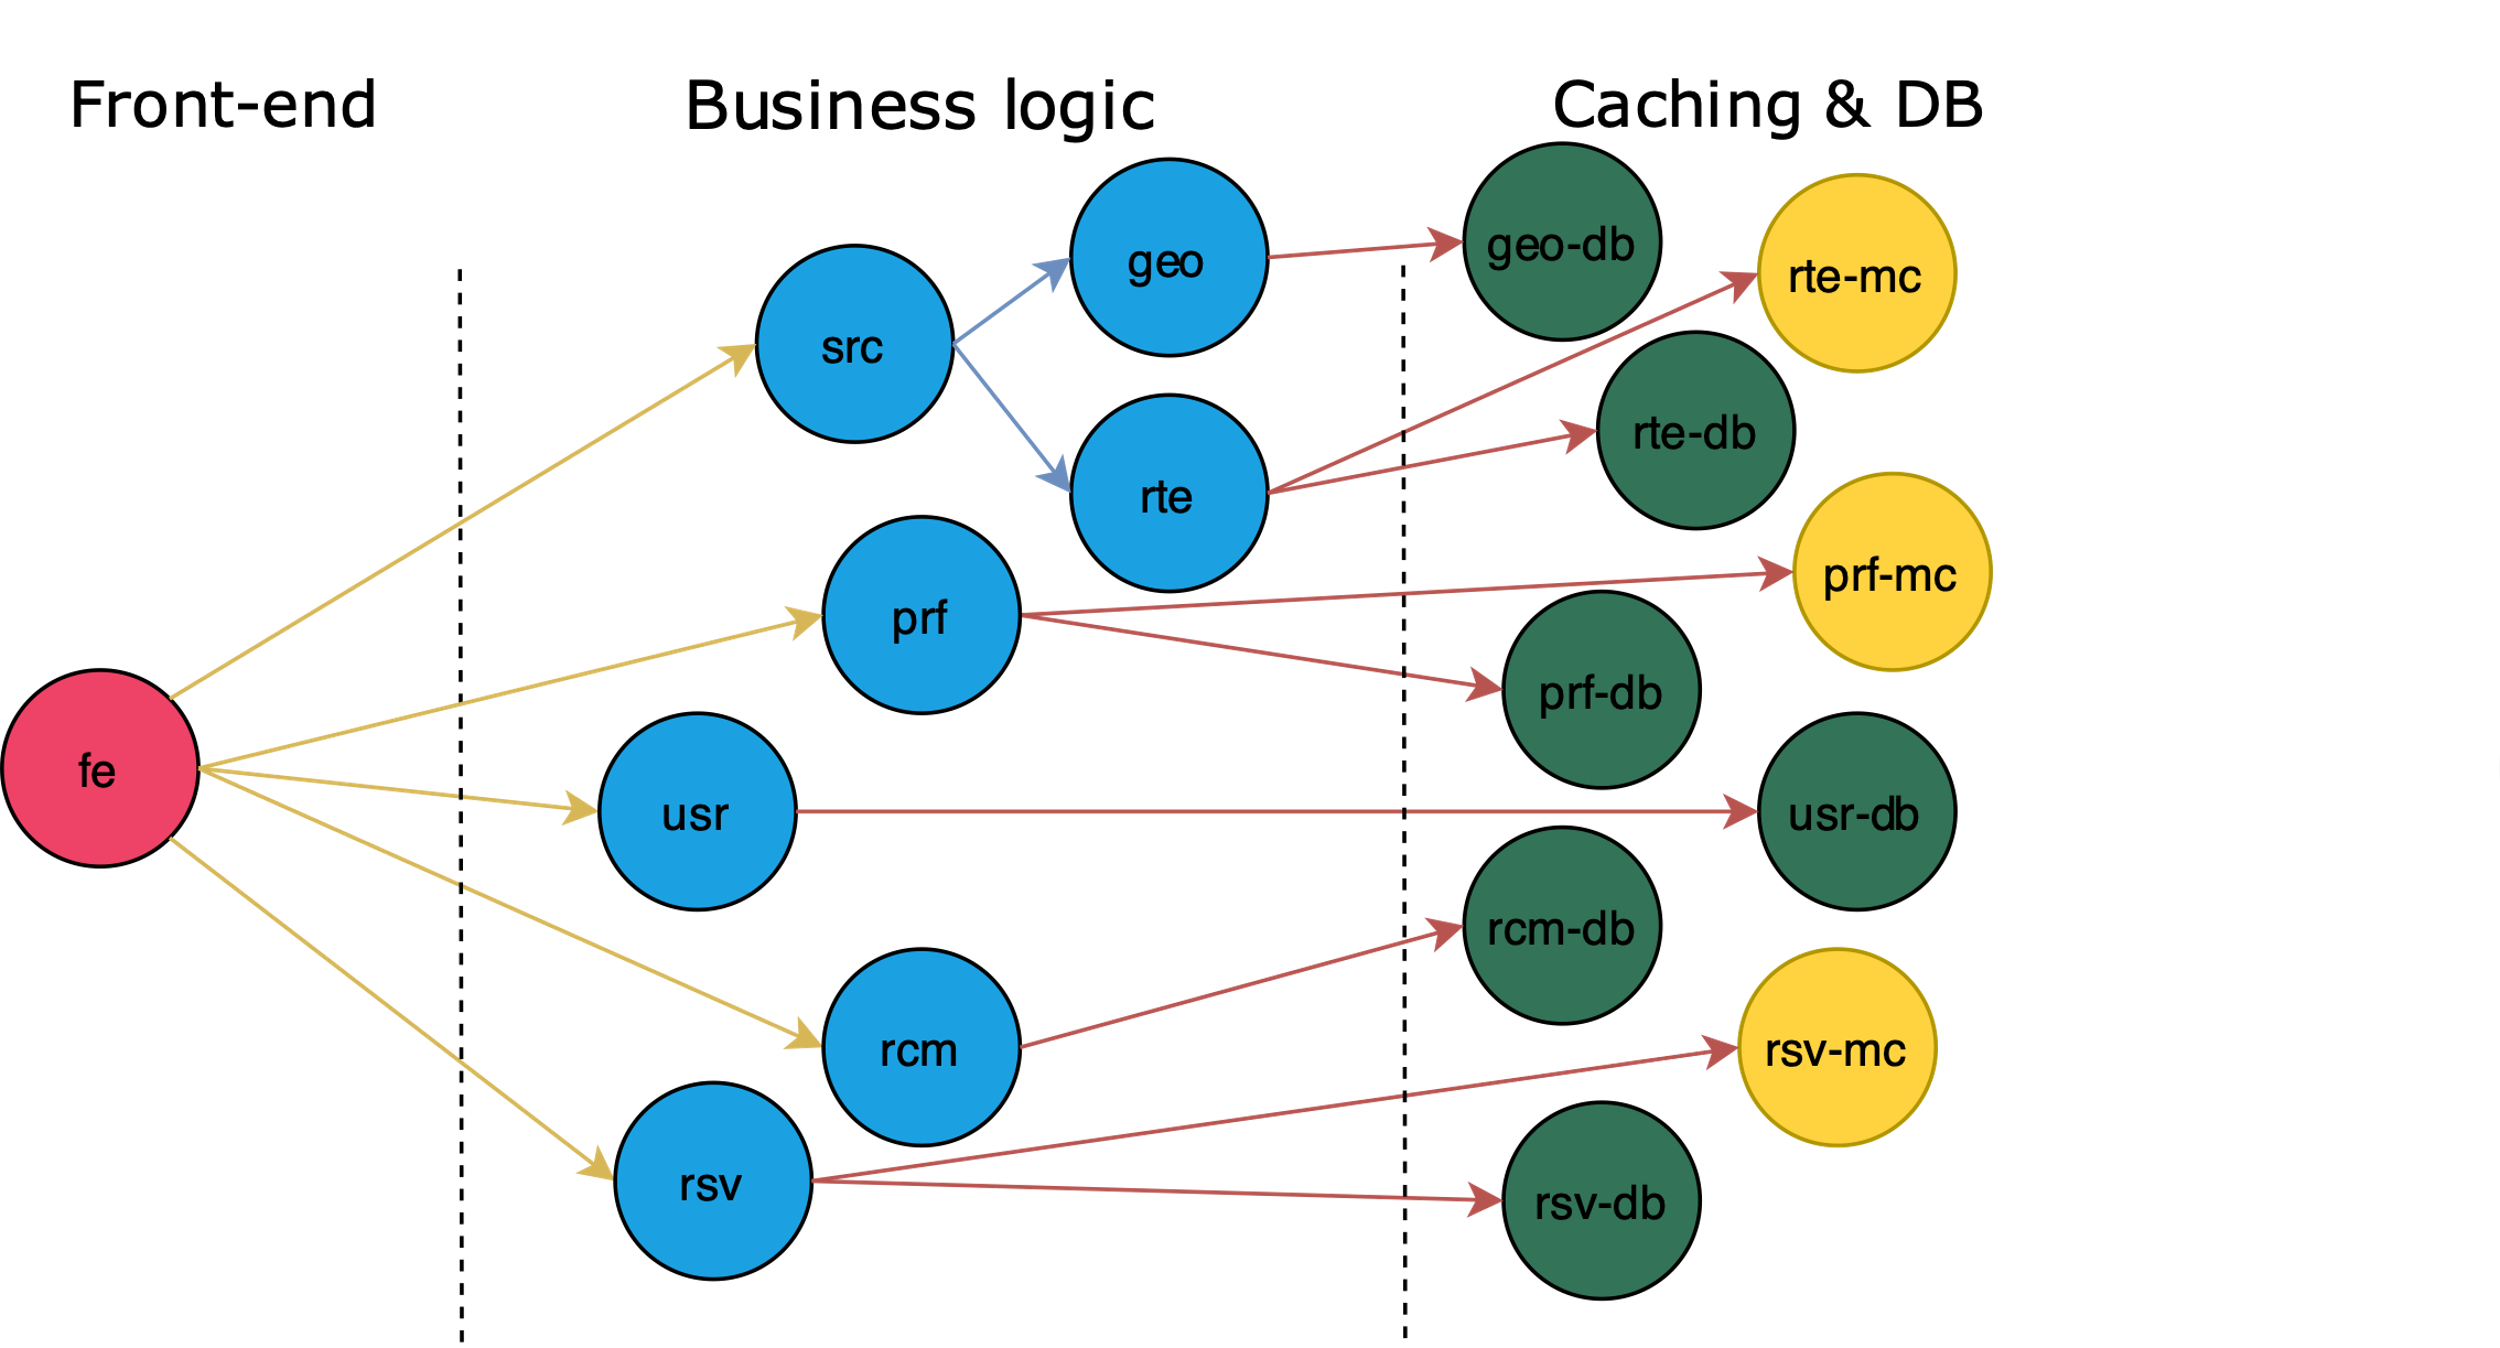 Front-end
Business logic
Caching & DB
geo-db
geo
rte-mc
src
rte-db
rte
prf-mc
prf
prf-db
fe
usr
usr-db
rcm-db
rcm
rsv-mc
rsv
rsv-db